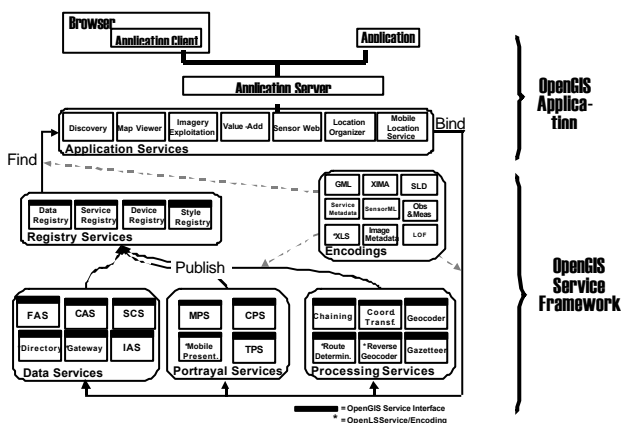 Browser
Application Client
Application
Application Server
OpenGIS
Applica-
tion
Discovery
Map Viewer
Imagery
Exploitation
Value -Add
Sensor Web
Location
Organizer
Mobile
Location
Service
Application Services
Bind
Find
GML
XIMA
SLD
Service
Metadata
SensorML
Obs
&Meas
*XLS
Image
Metadata
LOF
Encodings
Data
Registry
Service
Registry
Device
Registry
Style
Registry
Registry Services
Publish
OpenGIS
Service
Framework
FAS
CAS
SCS
*Directory
*Gateway
IAS
Data Services
MPS
CPS
*Mobile
Present.
TPS
Portrayal Services
Chaining
Coord.
Transf.
Geocoder
*Route
Determin.
*Reverse
Geocoder
Gazetteer
Processing Services
= OpenGIS Service Interface
* = OpenLSService/Encoding